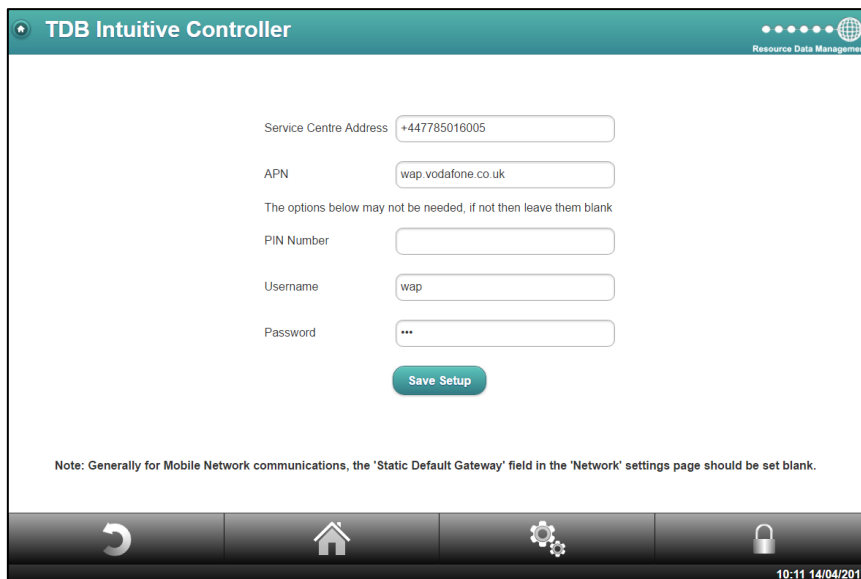 TDB Intuitive Controller
Resource Data Managemen
Service Centre Address +447785016005
APN wap.vodafone.co.uk
The options below may not be needed, if not then leave them blank
PIN Number
Username wap
Password •••
Save Setup
Note: Generally for Mobile Network communications, the 'Static Default Gateway' field in the 'Network' settings page should be set blank.
10:11 14/04/201